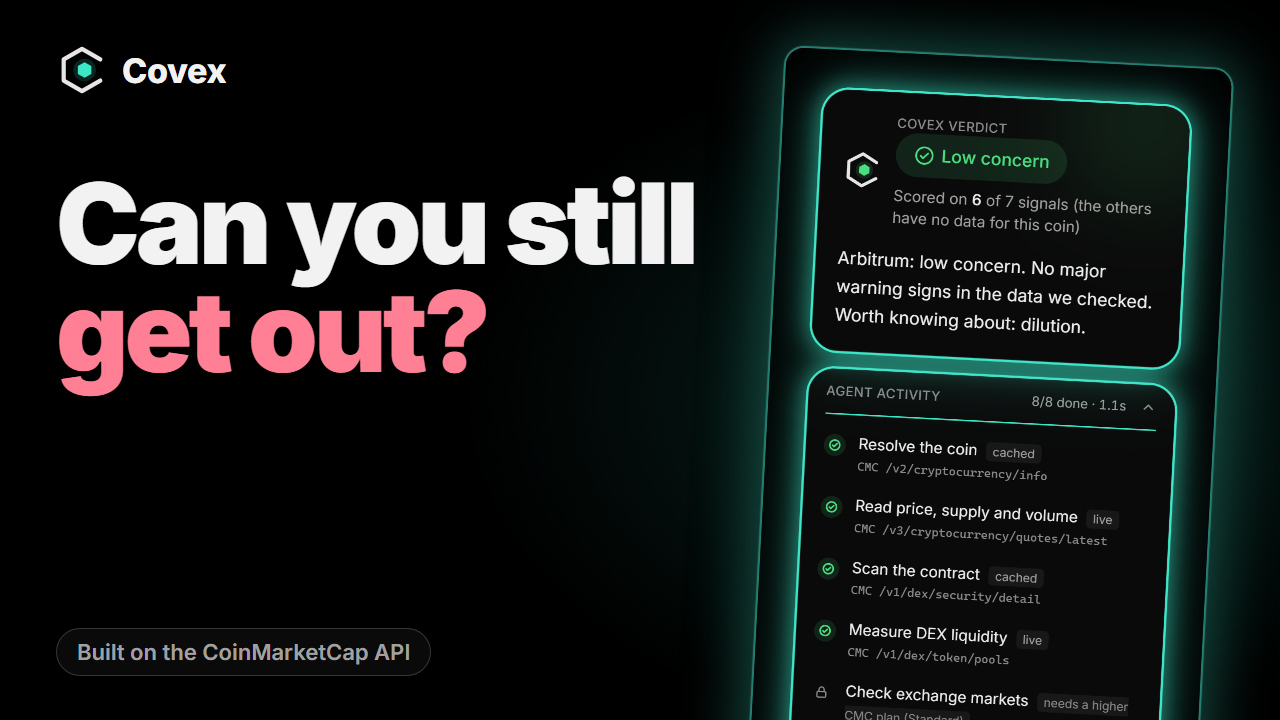 Covex
Can you still
get out?
Built on the CoinMarketCap API
COVEX VERDICT
Low concern
Scored on 6 of 7 signals (the others
have no data for this coin)
Arbitrum: low concern. No major
warning signs in the data we checked.
Worth knowing about: dilution.
AGENT ACTIVITY 8/8 done · 1.1s
Resolve the coin cached
CMC /v2/cryptocurrency/info
Read price, supply and volume live
CMC /v3/cryptocurrency/quotes/latest
Scan the contract cached
CMC /v1/dex/security/detail
Measure DEX liquidity live
CMC /v1/dex/token/pools
Check exchange markets needs a higher
CMC plan (Standard)